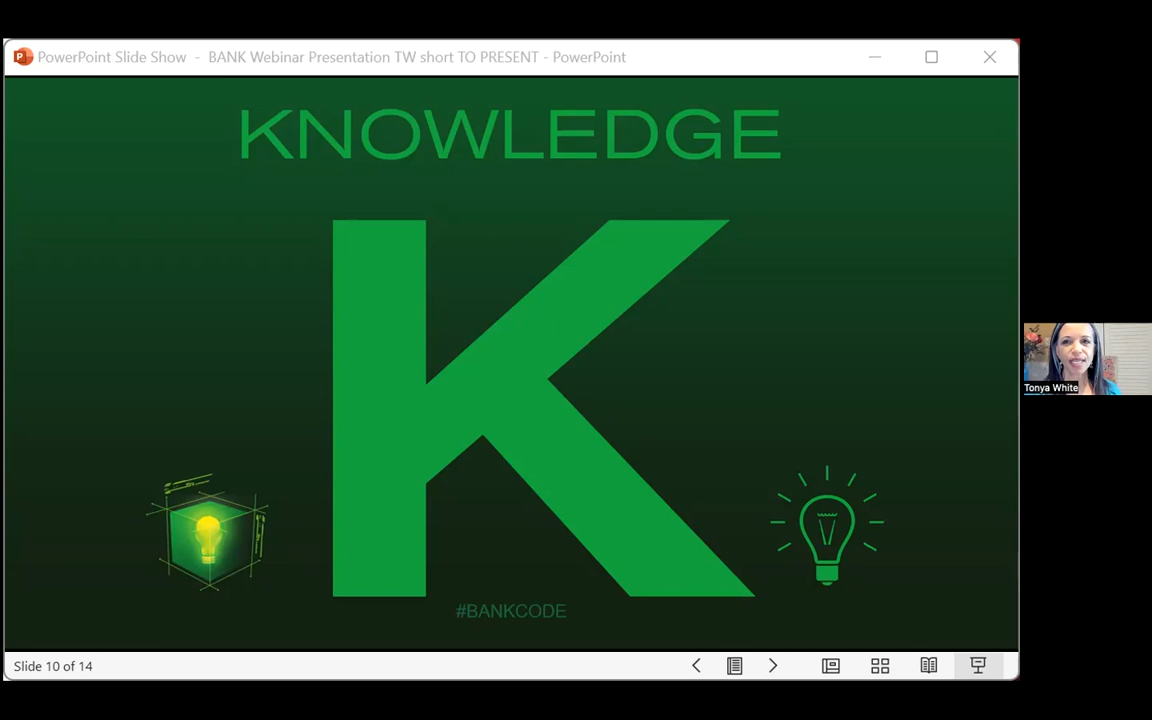 PowerPoint Slide Show - BANK Webinar Presentation TW short TO PRESENT - PowerPoint
KNOWLEDGE
K
#BANKCODE
Tonya White
Slide 10 of 14